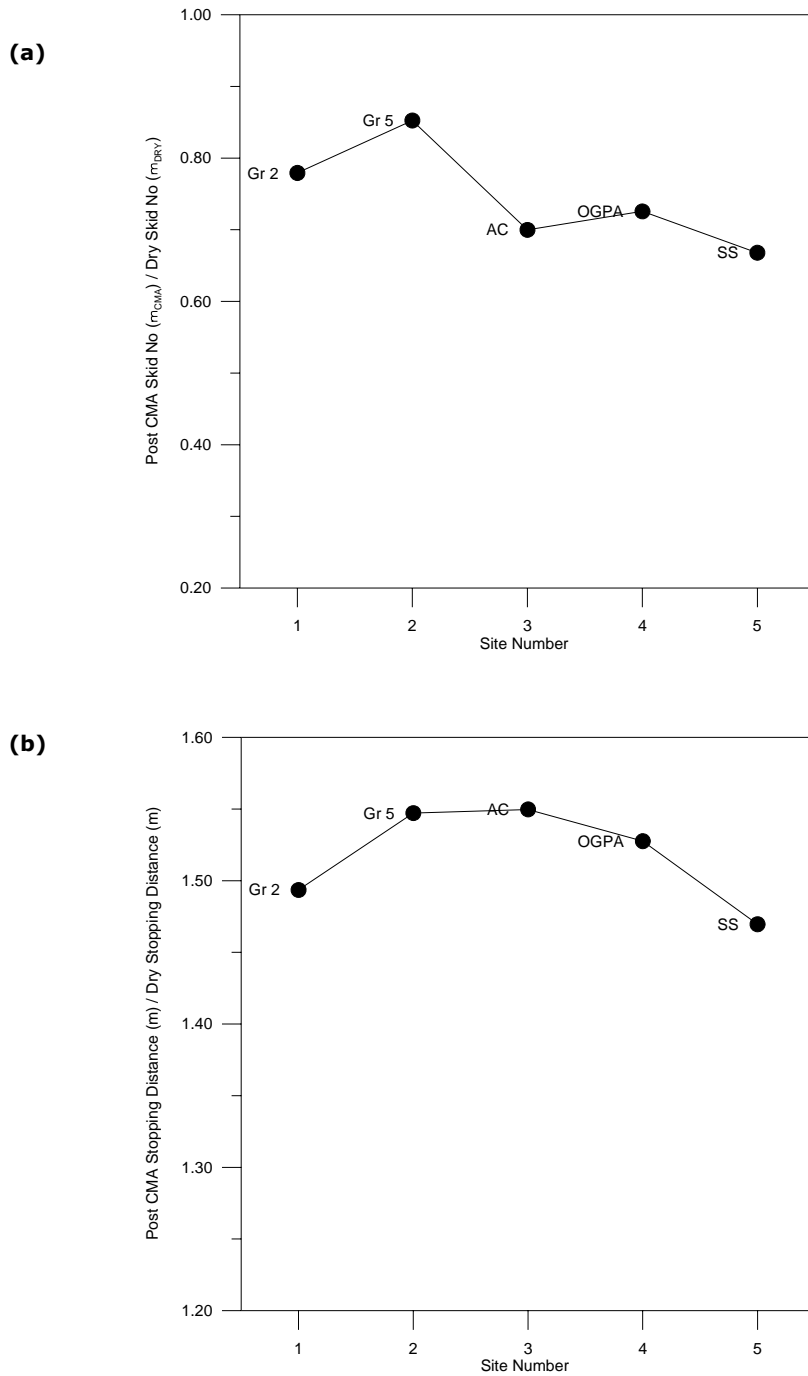 (a)
1.00
0.80
0.60
0.40
0.20
Post CMA Skid No (mCMA) / Dry Skid No (mDRY)
Gr 2
Gr 5
AC
OGPA
SS
1 2 3 4 5
Site Number
(b)
1.60
1.50
1.40
1.30
1.20
Post CMA Stopping Distance (m) / Dry Stopping Distance (m)
Gr 2
Gr 5
AC
OGPA
SS
1 2 3 4 5
Site Number